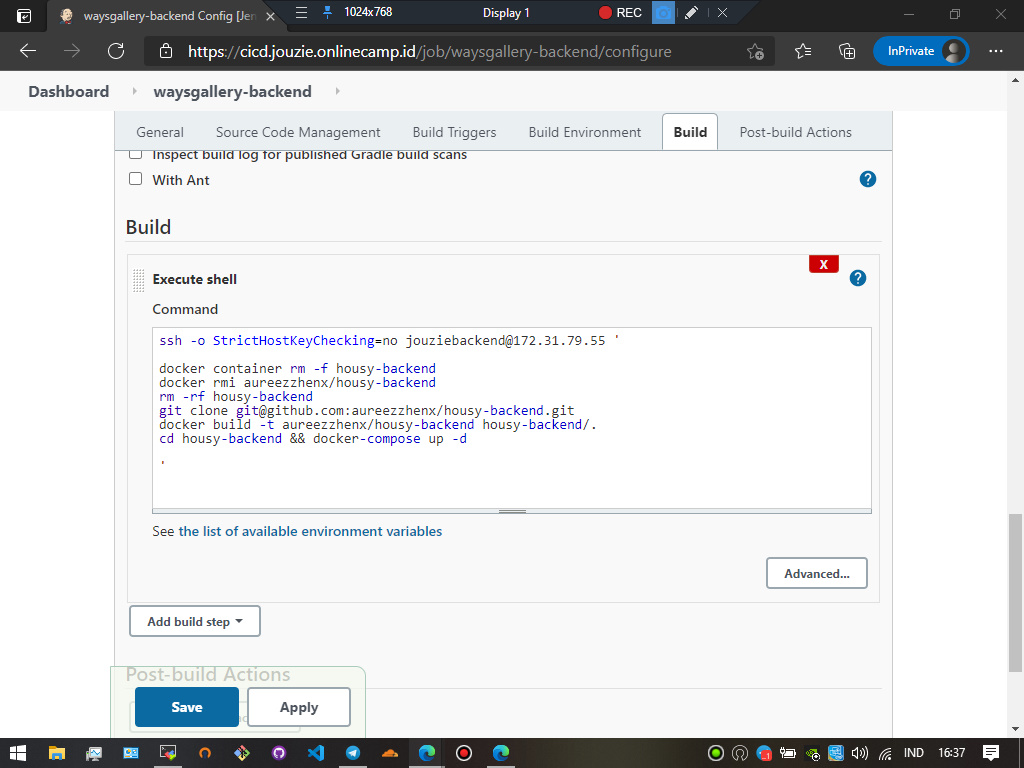 waysgallery-backend Config [Jen
1024x768
Display 1
REC
https://cicd.jouzie.onlinecamp.id/job/waysgallery-backend/configure
InPrivate
Dashboard
waysgallery-backend
General
Source Code Management
Build Triggers
Build Environment
Build
Post-build Actions
Inspect build log for published Gradle build scans
With Ant
?
Build
X
Execute shell
?
Command
ssh -o StrictHostKeyChecking=no jouziebackend@172.31.79.55 '
docker container rm -f housy-backend
docker rmi aureezzhenx/housy-backend
rm -rf housy-backend
git clone git@github.com:aureezzhenx/housy-backend.git
docker build -t aureezzhenx/housy-backend housy-backend/.
cd housy-backend && docker-compose up -d
'
See the list of available environment variables
Advanced...
Add build step
Post-build Actions
Save
Apply
IND
16:37